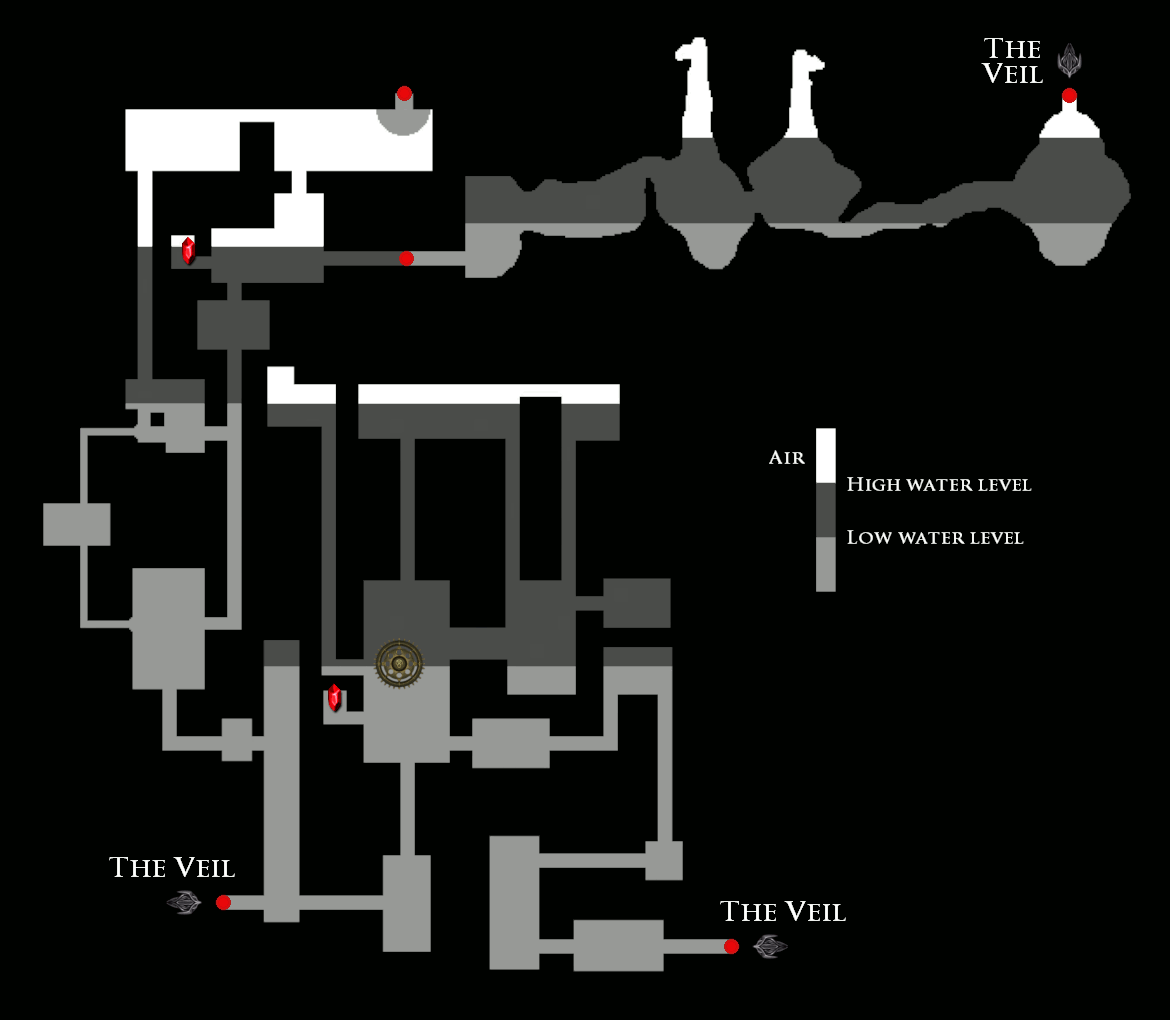 The
Veil
Air
High water level
Low water level
The Veil
The Veil